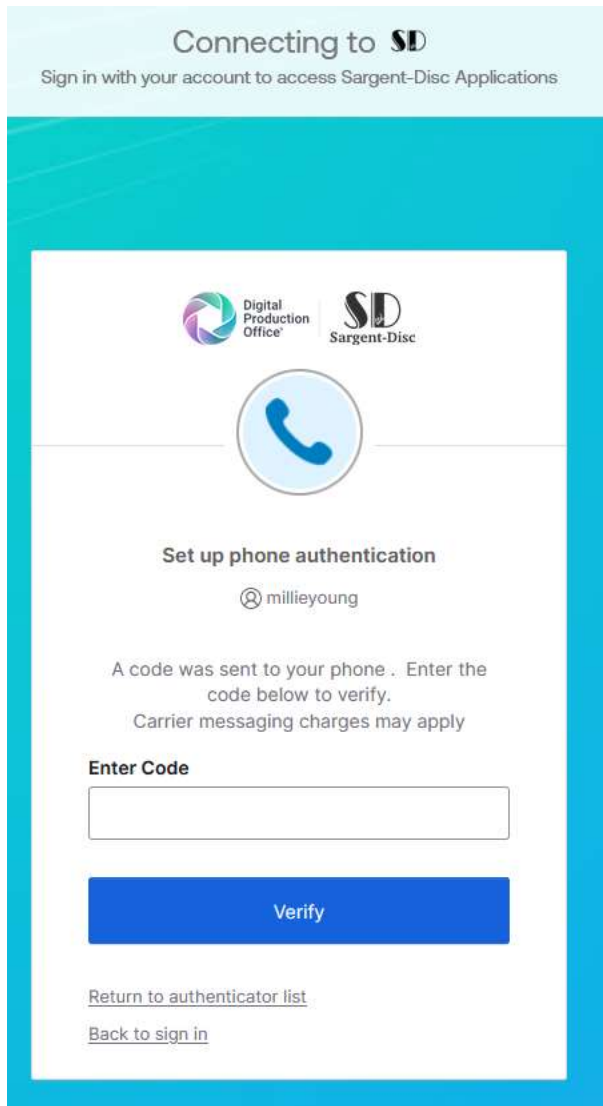 Connecting to SD
Sign in with your account to access Sargent-Disc Applications
Digital
Production
Office®
SD
Sargent-Disc
Set up phone authentication
millieyoung
A code was sent to your phone . Enter the
code below to verify.
Carrier messaging charges may apply
Enter Code
Verify
Return to authenticator list
Back to sign in